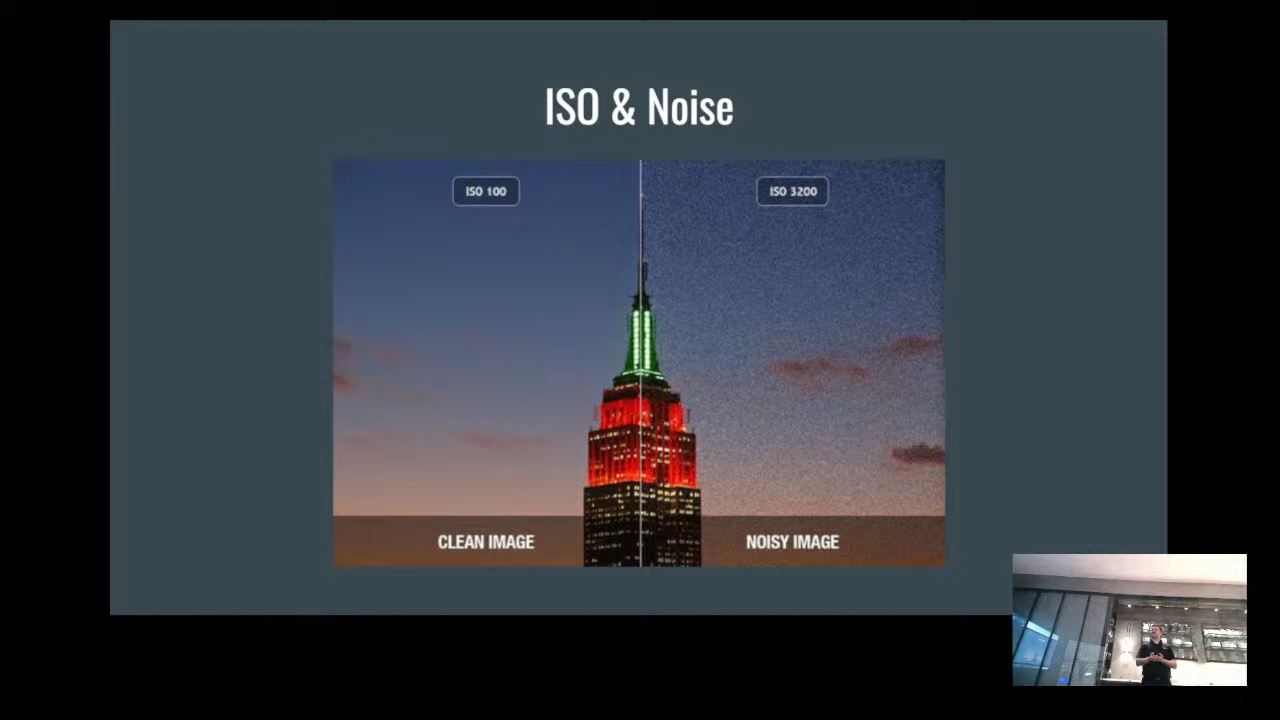 ISO & Noise
ISO 100
ISO 3200
CLEAN IMAGE
NOISY IMAGE